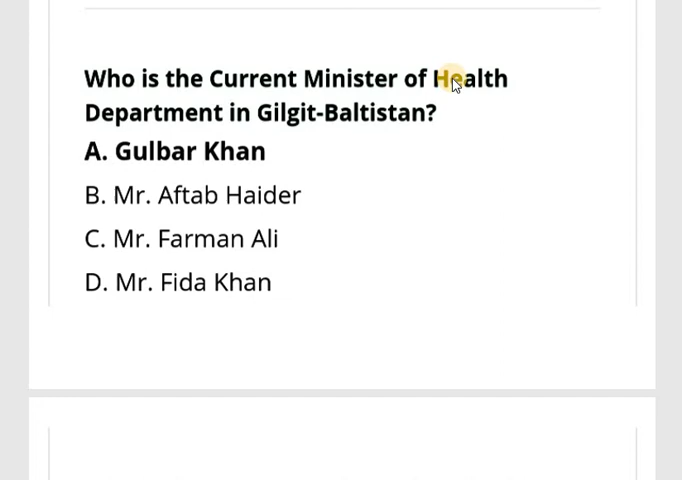 Who is the Current Minister of Health
Department in Gilgit-Baltistan?
A. Gulbar Khan
B. Mr. Aftab Haider
C. Mr. Farman Ali
D. Mr. Fida Khan